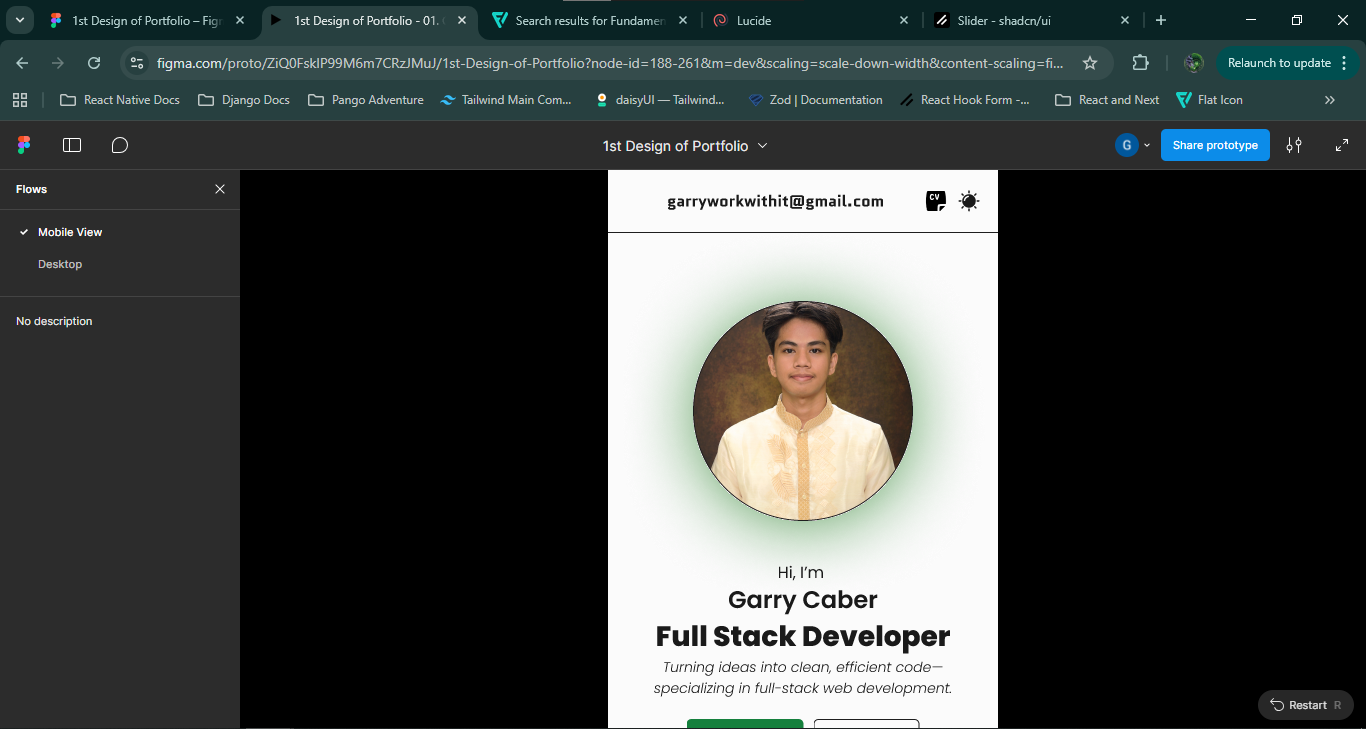 1st Design of Portfolio – Figr
1st Design of Portfolio - 01.
Search results for Fundamen
Lucide
Slider - shadcn/ui
figma.com/proto/ZiQ0FsklP99M6m7CRzJMuJ/1st-Design-of-Portfolio?node-id=188-261&m=dev&scaling=scale-down-width&content-scaling=fi...
Relaunch to update
React Native Docs
Django Docs
Pango Adventure
Tailwind Main Com...
daisyUI — Tailwind...
Zod | Documentation
React Hook Form -...
React and Next
Flat Icon
1st Design of Portfolio
G
Share prototype
Flows
Mobile View
Desktop
No description
garryworkwithit@gmail.com
CV
Hi, I'm
Garry Caber
Full Stack Developer
Turning ideas into clean, efficient code—
specializing in full-stack web development.
Restart R